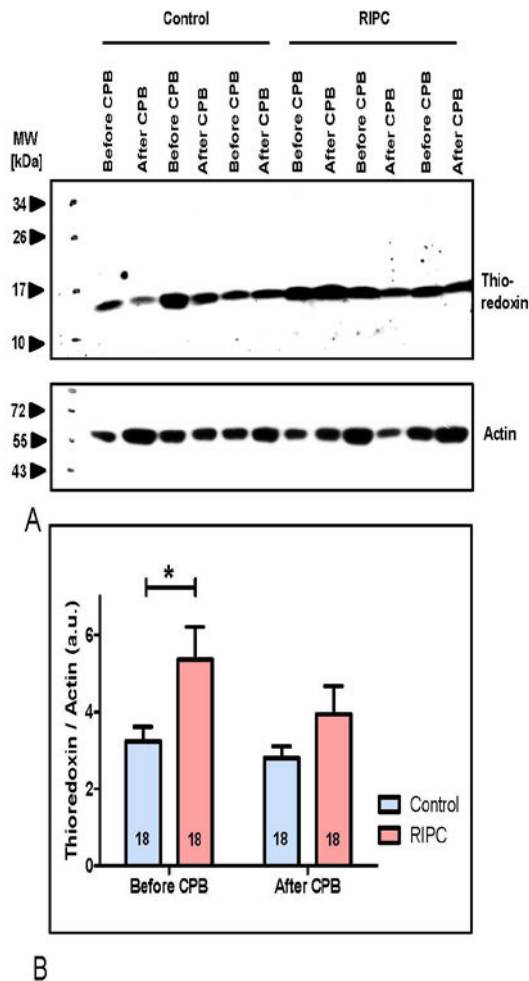 Control RIPC
Before CPB After CPB Before CPB After CPB Before CPB After CPB Before CPB After CPB Before CPB After CPB Before CPB After CPB
MW
[kDa]
34
26
17
10
Thio-
redoxin
72
55
43
Actin
A
*
Thioredoxin / Actin (a.u.)
6
4
2
0
18 18 18 18
Before CPB After CPB
Control
RIPC
B